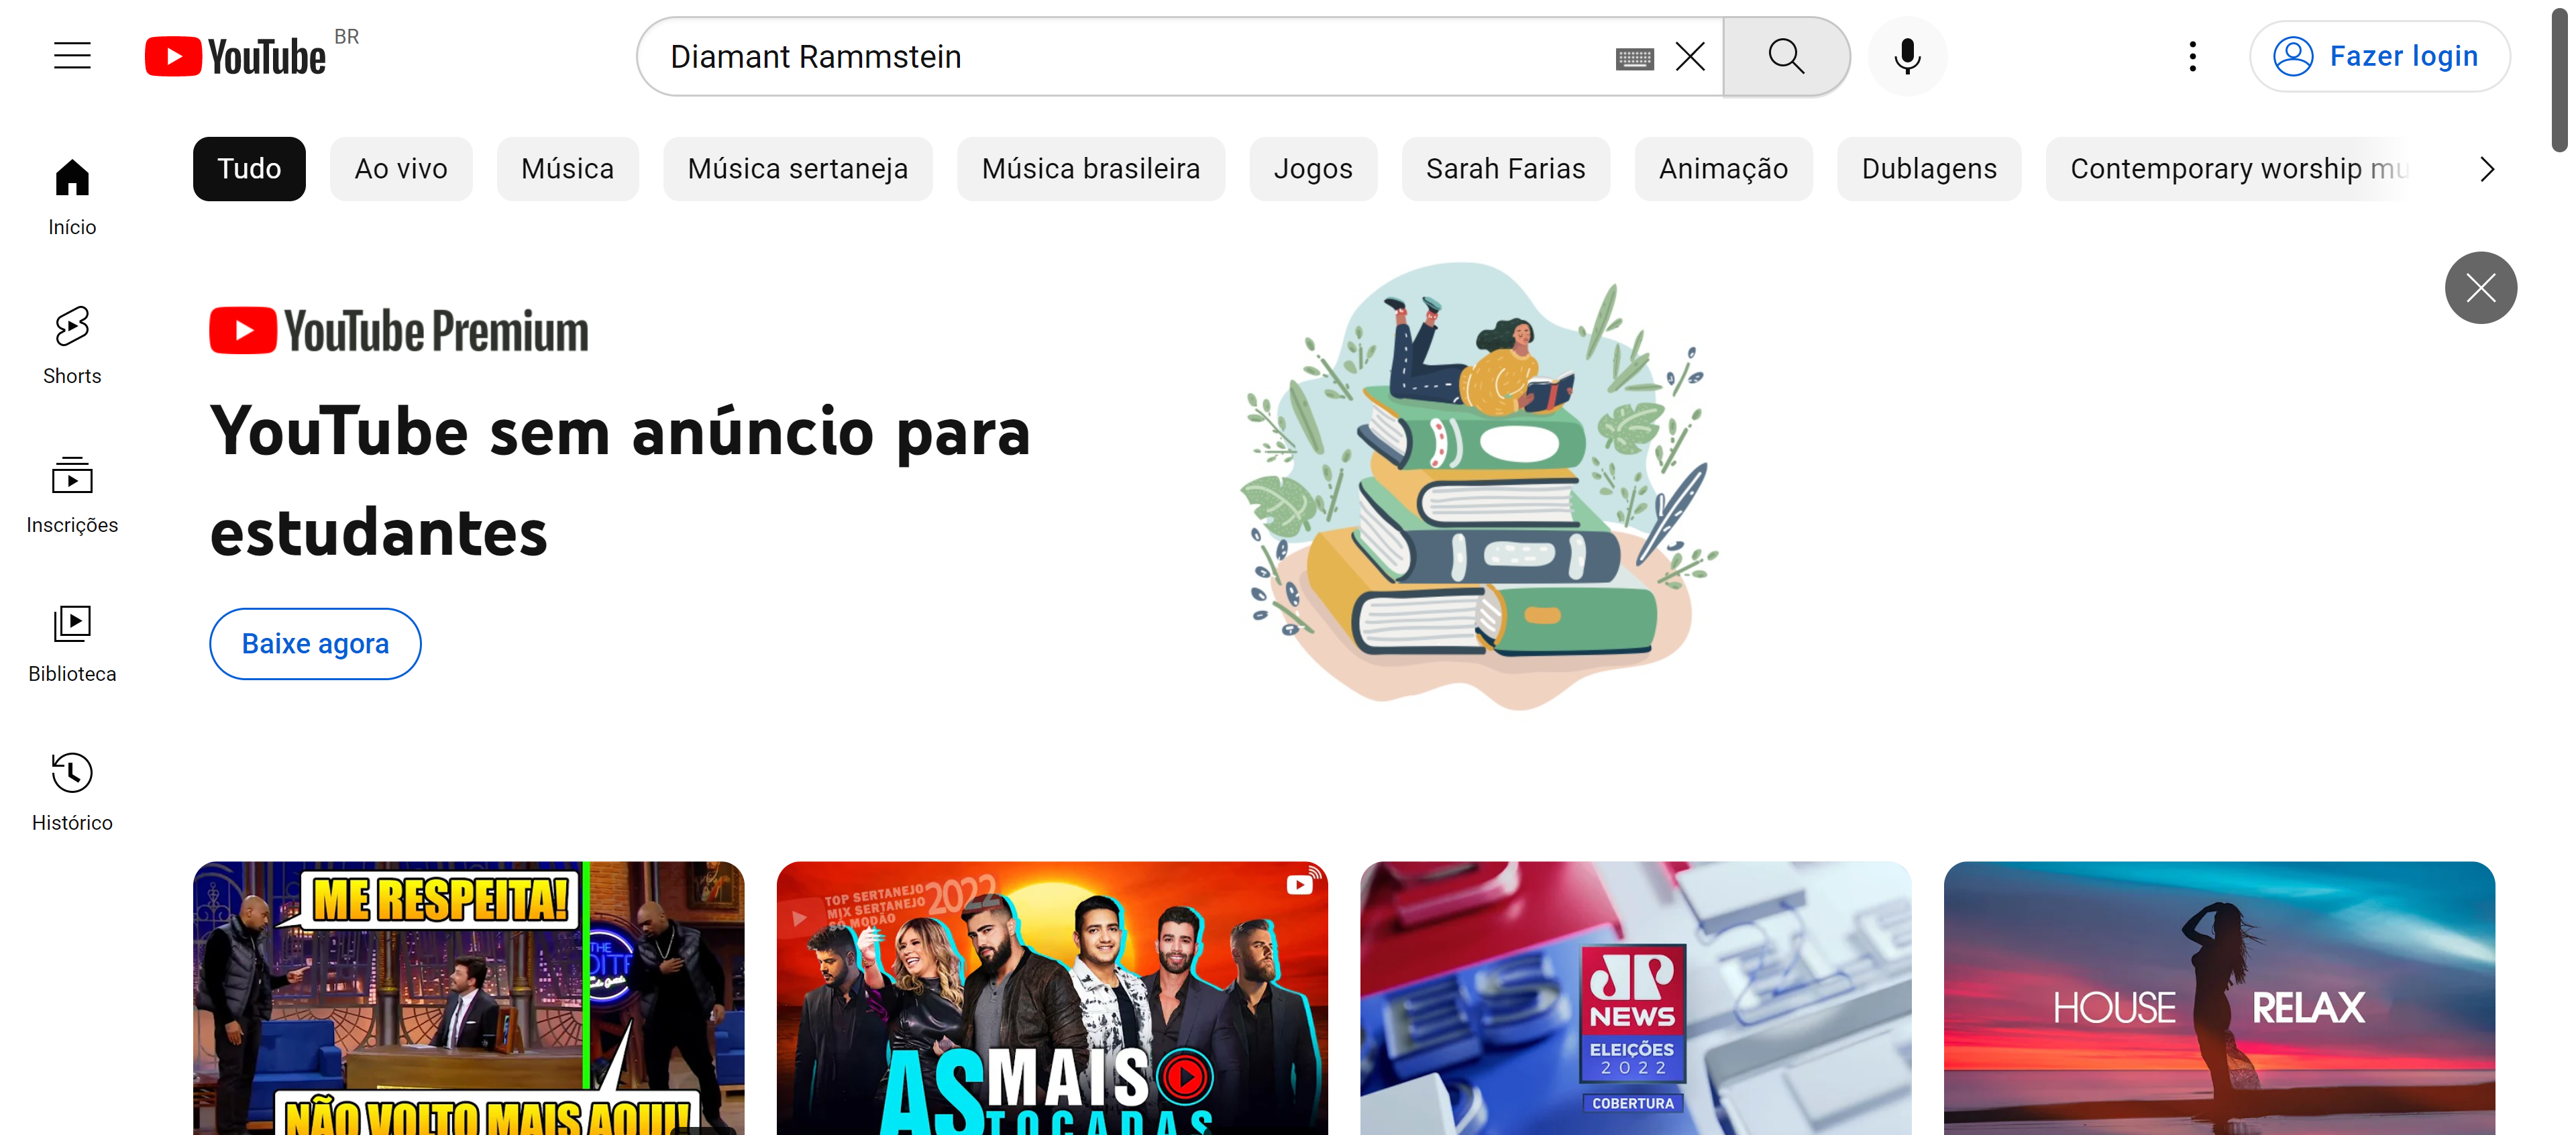 YouTube BR
Diamant Rammstein
Fazer login
Tudo
Ao vivo
Música
Música sertaneja
Música brasileira
Jogos
Sarah Farias
Animação
Dublagens
Contemporary worship
Início
Shorts
Inscrições
Biblioteca
Histórico
YouTube Premium
YouTube sem anúncio para
estudantes
Baixe agora
ME RESPEITA!
THE
NÃO VOLTO MAIS AQUI!
TOP SERTANEJO
MIX SERTANEJO
SÓ MODÃO
2022
AS MAIS
TOCADAS
JP
NEWS
ELEIÇÕES
2022
COBERTURA
HOUSE RELAX